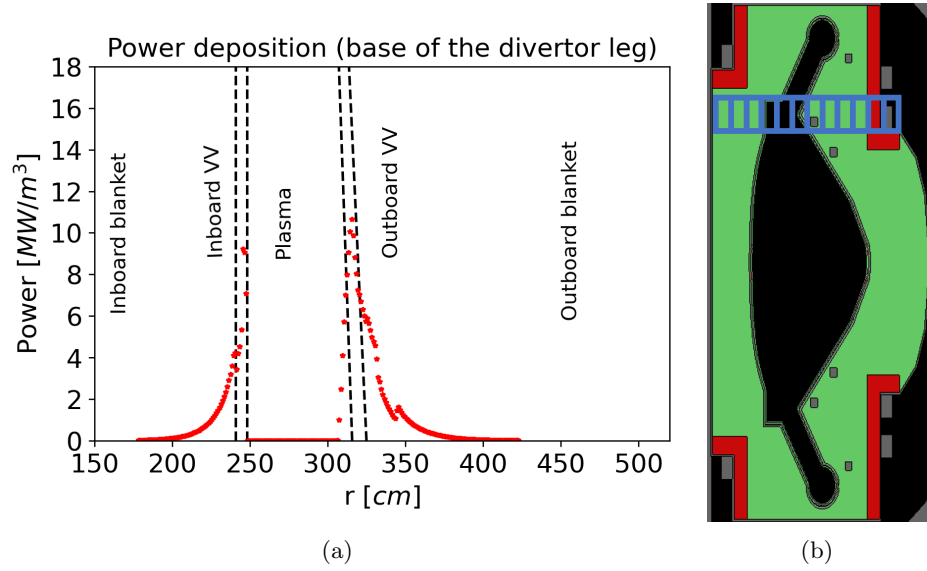 Power deposition (base of the divertor leg)
Power [MW/m³]
18
16
14
12
10
8
6
4
2
0
Inboard blanket
Inboard VV
Plasma
Outboard VV
Outboard blanket
150
200
250
300
350
400
450
500
r [cm]
(a)
(b)